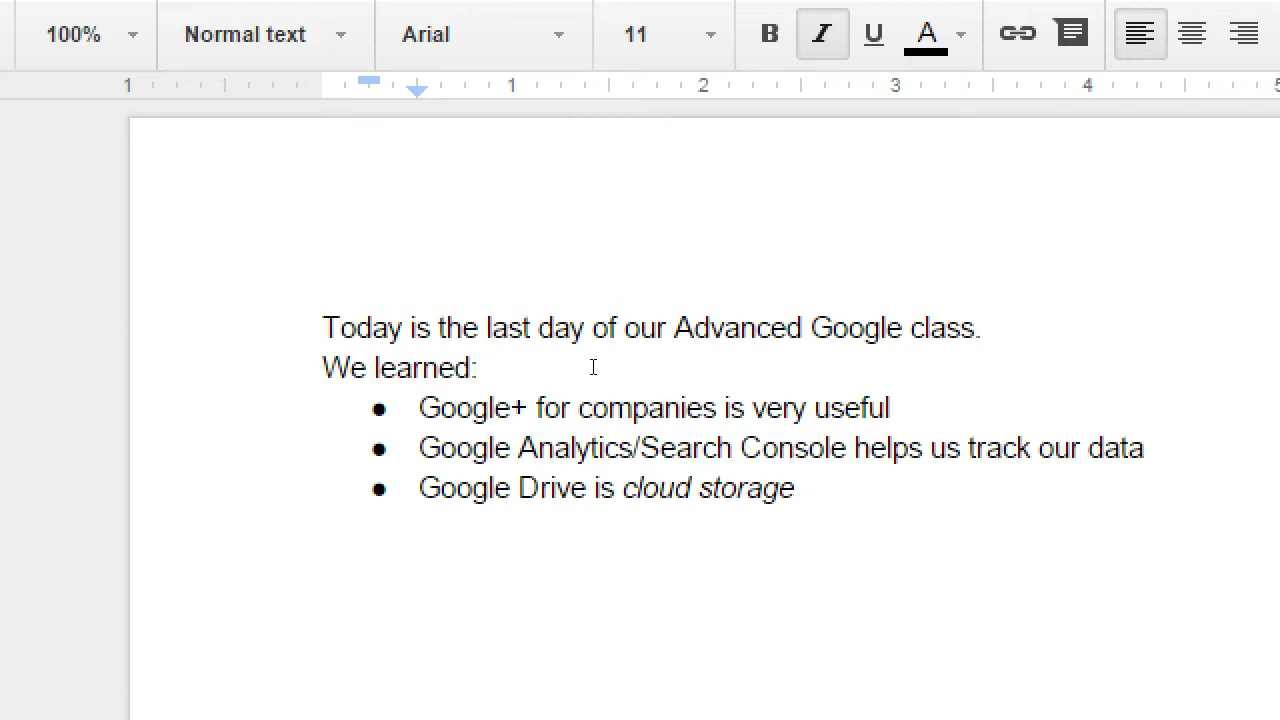 100% Normal text Arial 11 B I U A
1 1 2 3 4 5
Today is the last day of our Advanced Google class.
We learned:
● Google+ for companies is very useful
● Google Analytics/Search Console helps us track our data
● Google Drive is cloud storage